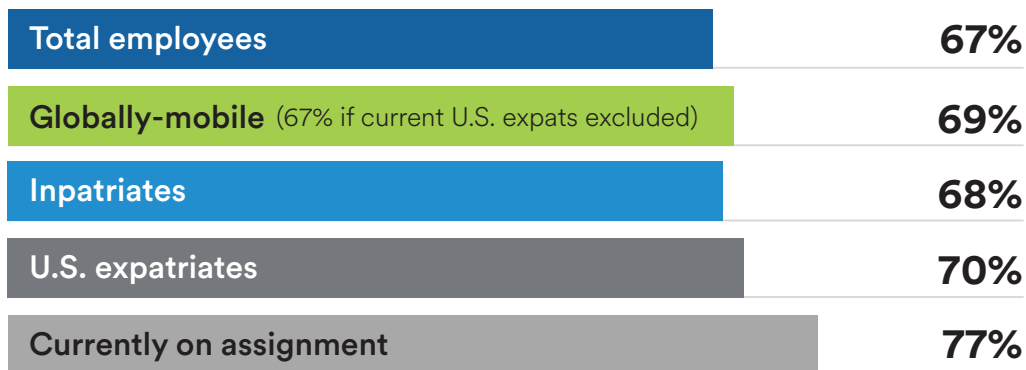 Total employees 67%
Globally-mobile (67% if current U.S. expats excluded) 69%
Inpatriates 68%
U.S. expatriates 70%
Currently on assignment 77%